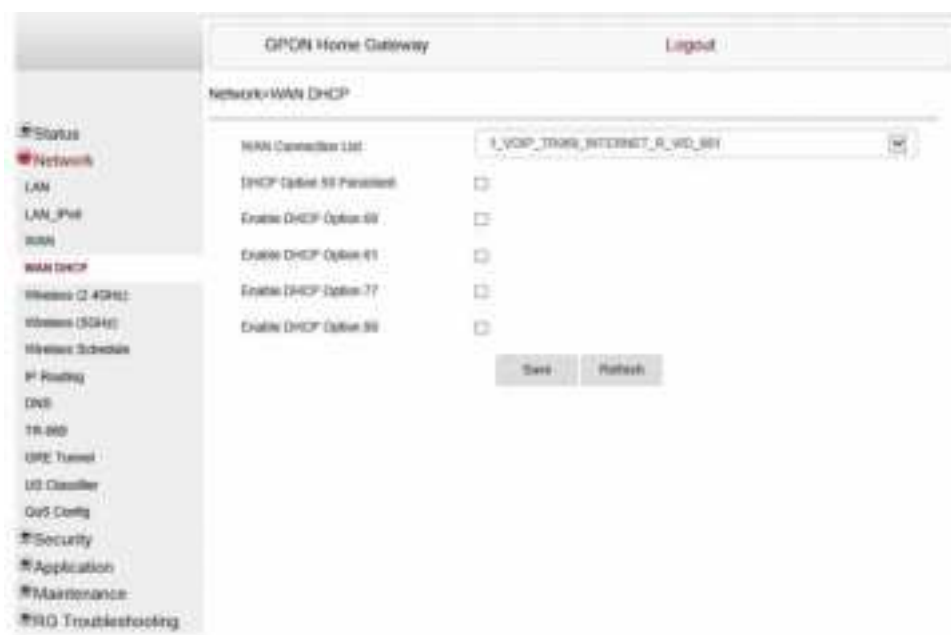 GPON Home Gateway
Logout
Network>WAN DHCP
Status
Network
LAN
LAN_IPv6
WAN
WAN DHCP
Wireless (2.4GHz)
Wireless (5GHz)
Wireless Schedule
IP Routing
DNS
TR-069
GRE Tunnel
US Classifier
QoS Config
Security
Application
Maintenance
RG Troubleshooting
WAN Connection List
DHCP Option 50 Persistent
Enable DHCP Option 60
Enable DHCP Option 61
Enable DHCP Option 77
Enable DHCP Option 90
Save
Refresh